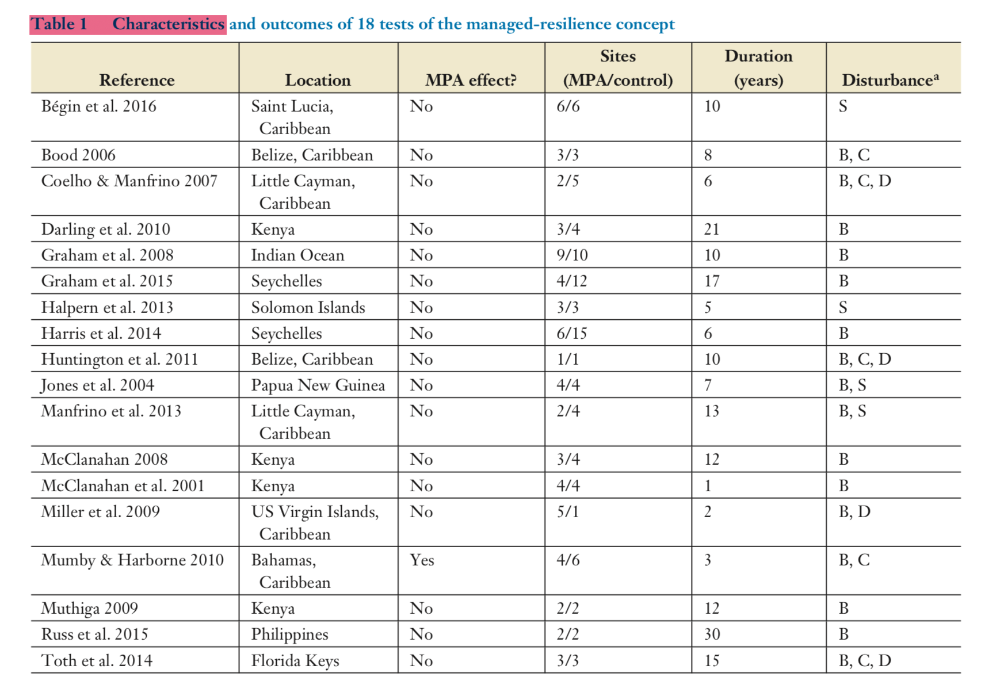 Table 1 Characteristics and outcomes of 18 tests of the managed-resilience concept
Reference Location MPA effect? Sites (MPA/control) Duration (years) Disturbanceᵃ
Bégin et al. 2016 Saint Lucia, Caribbean No 6/6 10 S
Bood 2006 Belize, Caribbean No 3/3 8 B, C
Coelho & Manfrino 2007 Little Cayman, Caribbean No 2/5 6 B, C, D
Darling et al. 2010 Kenya No 3/4 21 B
Graham et al. 2008 Indian Ocean No 9/10 10 B
Graham et al. 2015 Seychelles No 4/12 17 B
Halpern et al. 2013 Solomon Islands No 3/3 5 S
Harris et al. 2014 Seychelles No 6/15 6 B
Huntington et al. 2011 Belize, Caribbean No 1/1 10 B, C, D
Jones et al. 2004 Papua New Guinea No 4/4 7 B, S
Manfrino et al. 2013 Little Cayman, Caribbean No 2/4 13 B, S
McClanahan 2008 Kenya No 3/4 12 B
McClanahan et al. 2001 Kenya No 4/4 1 B
Miller et al. 2009 US Virgin Islands, Caribbean No 5/1 2 B, D
Mumby & Harborne 2010 Bahamas, Caribbean Yes 4/6 3 B, C
Muthiga 2009 Kenya No 2/2 12 B
Russ et al. 2015 Philippines No 2/2 30 B
Toth et al. 2014 Florida Keys No 3/3 15 B, C, D